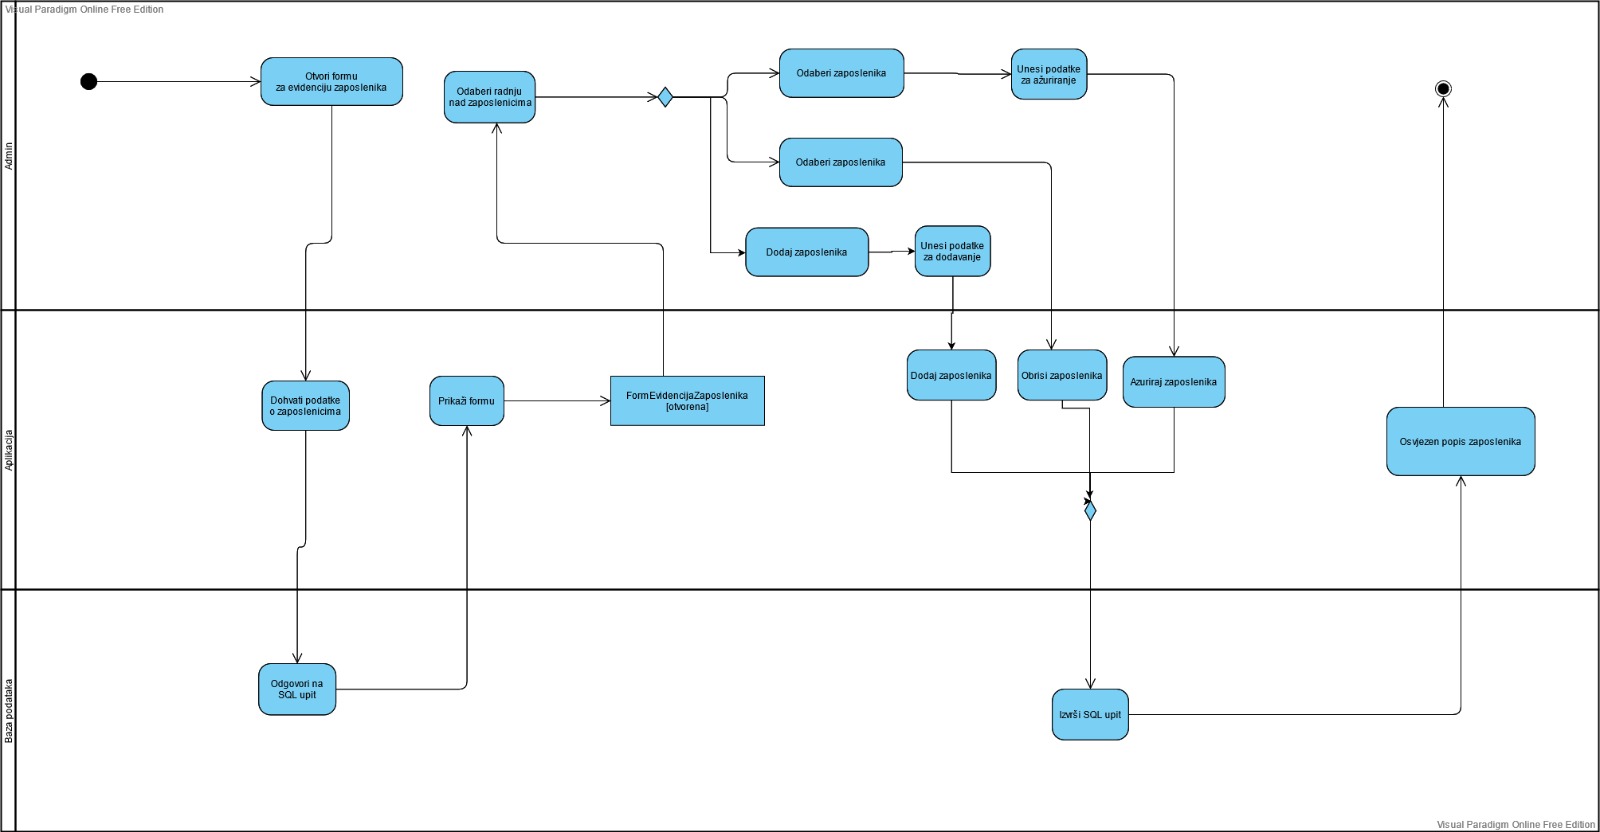 Visual Paradigm Online Free Edition
Admin
Otvori formu
za evidenciju zaposlenika
Odaberi radnju
nad zaposlenicima
Odaberi zaposlenika
Unesi podatke
za ažuriranje
Odaberi zaposlenika
Dodaj zaposlenika
Unesi podatke
za dodavanje
Aplikacija
Dohvati podatke
o zaposlenicima
Prikaži formu
FormEvidencijaZaposlenika
[otvorena]
Dodaj zaposlenika
Obrisi zaposlenika
Azuriraj zaposlenika
Osvjezen popis zaposlenika
Baza podataka
Odgovori na
SQL upit
Izvrši SQL upit
Visual Paradigm Online Free Edition